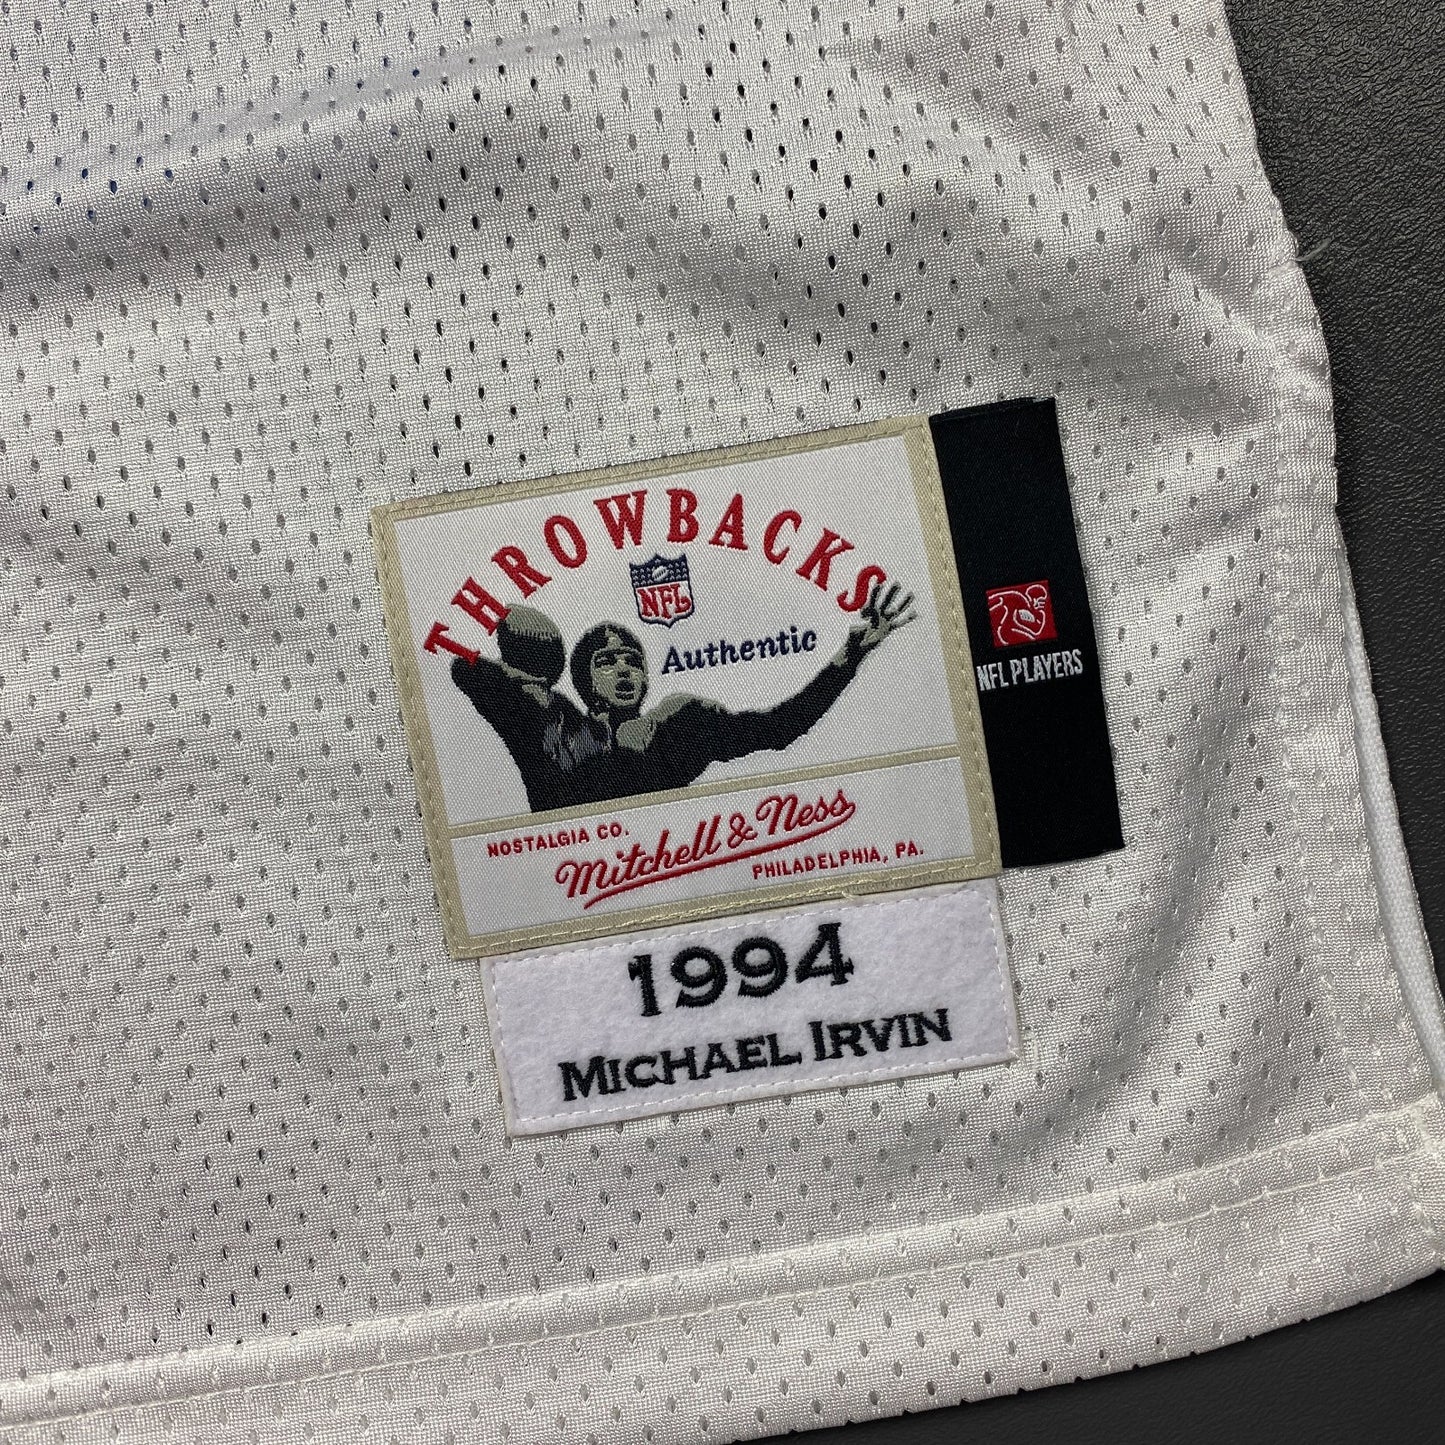 THROWBACKS
NFL
Authentic
NFL PLAYERS
NOSTALGIA CO.
Mitchell & Ness
PHILADELPHIA, PA.
1994
MICHAEL IRVIN